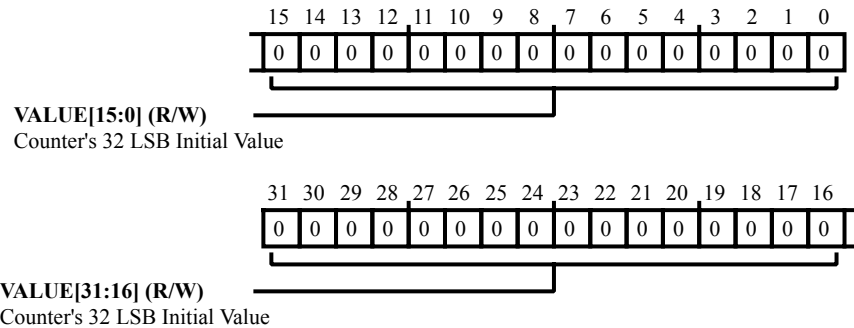 15 14 13 12 11 10 9 8 7 6 5 4 3 2 1 0
0 0 0 0 0 0 0 0 0 0 0 0 0 0 0 0
VALUE[15:0] (R/W)
Counter's 32 LSB Initial Value
31 30 29 28 27 26 25 24 23 22 21 20 19 18 17 16
0 0 0 0 0 0 0 0 0 0 0 0 0 0 0 0
VALUE[31:16] (R/W)
Counter's 32 LSB Initial Value